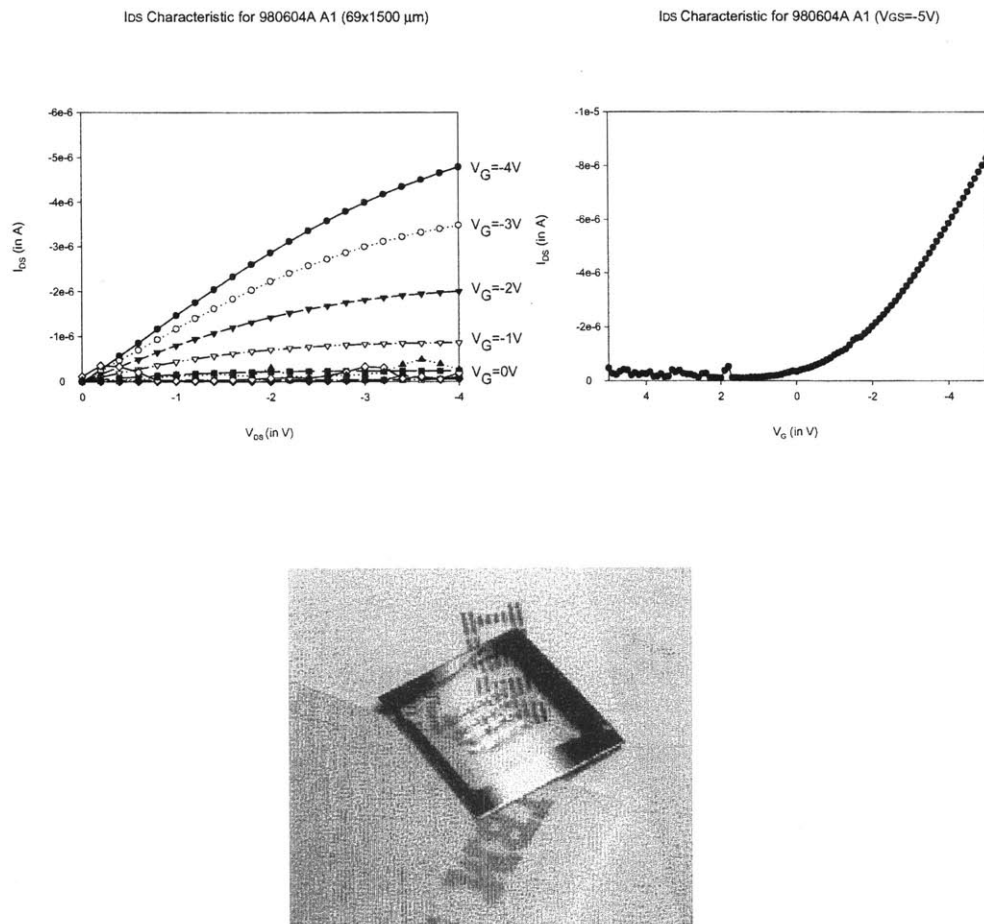 IDS Characteristic for 980604A A1 (69x1500 µm)
-6e-6
-5e-6
-4e-6
-3e-6
-2e-6
-1e-6
0
IDS (in A)
0
-1
-2
-3
-4
VDS (in V)
VG=-4V
VG=-3V
VG=-2V
VG=-1V
VG=0V
IDS Characteristic for 980604A A1 (VGS=-5V)
-1e-5
-8e-6
-6e-6
-4e-6
-2e-6
0
IDS (in A)
4
2
0
-2
-4
VG (in V)